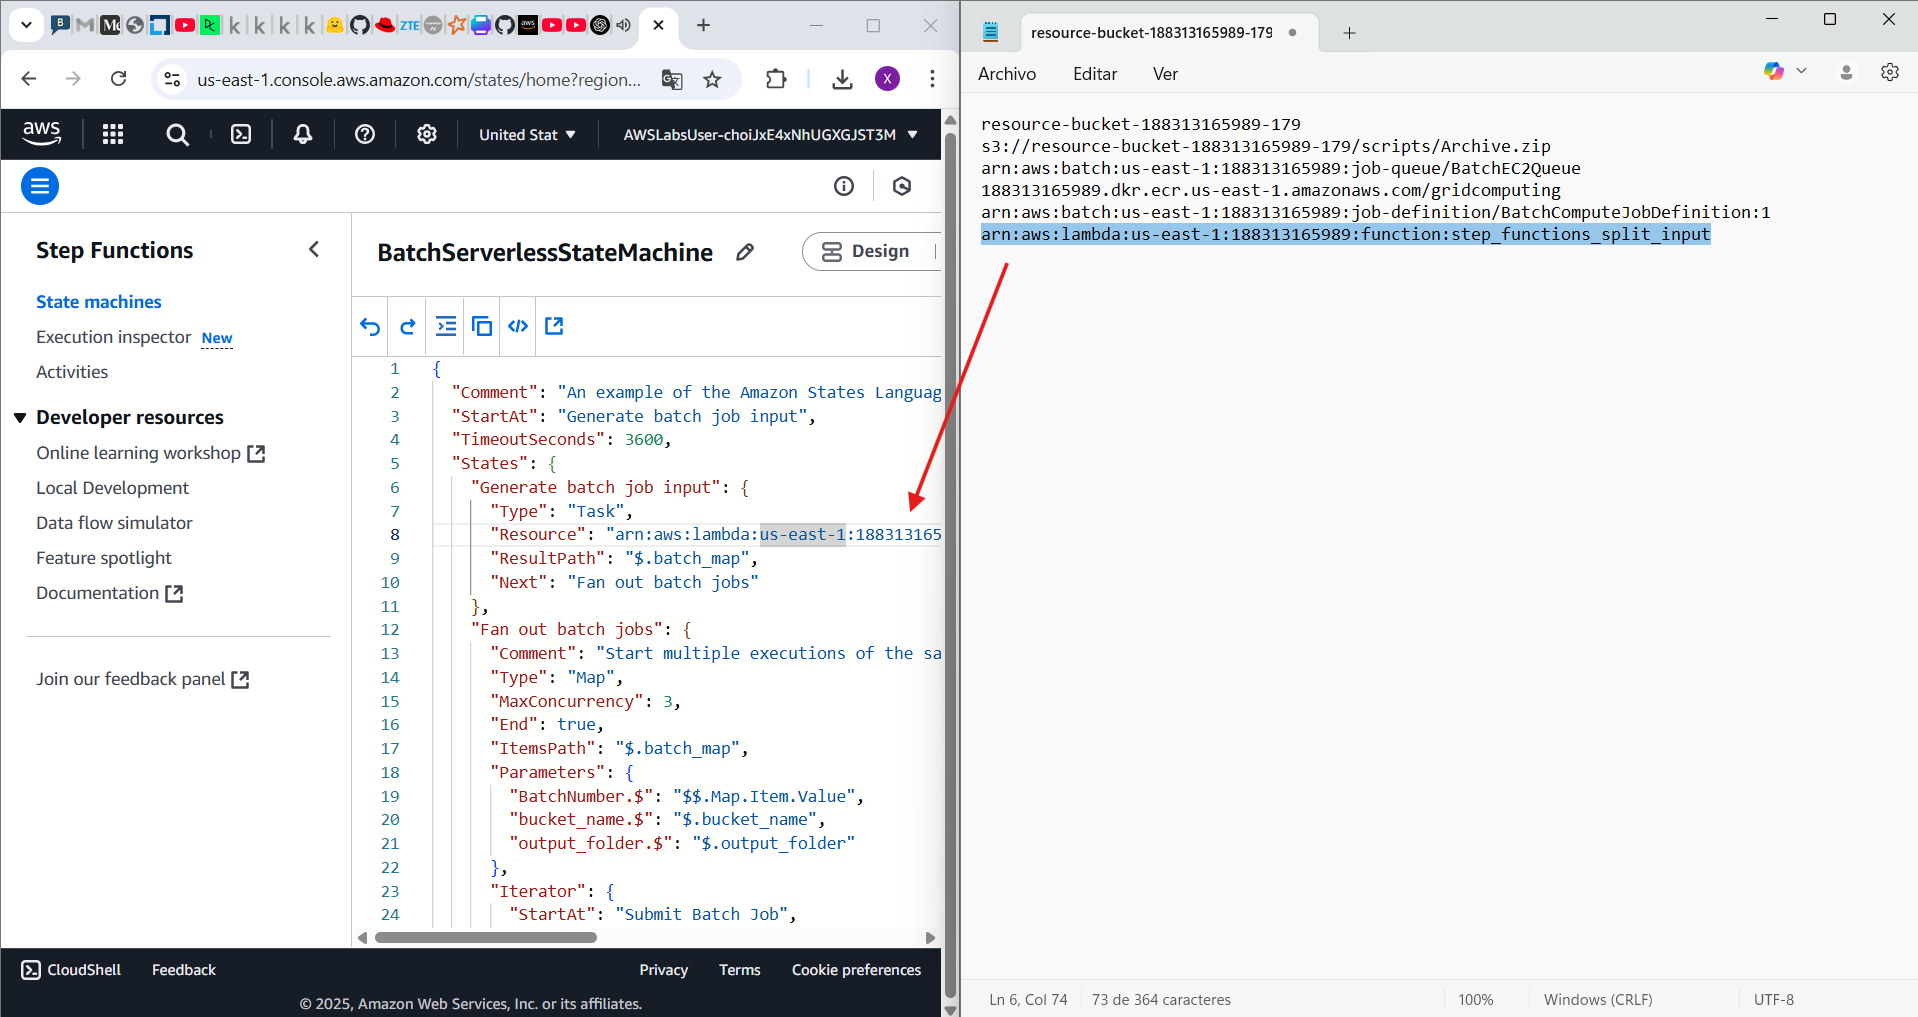 us-east-1.console.aws.amazon.com/states/home?region...
X
aws
United Stat
AWSLabsUser-choiJxE4xNhUGXGJST3M
Step Functions
State machines
Execution inspector New
Activities
Developer resources
Online learning workshop
Local Development
Data flow simulator
Feature spotlight
Documentation
Join our feedback panel
BatchServerlessStateMachine
Design
1 {
2 "Comment": "An example of the Amazon States Languag
3 "StartAt": "Generate batch job input",
4 "TimeoutSeconds": 3600,
5 "States": {
6 "Generate batch job input": {
7 "Type": "Task",
8 "Resource": "arn:aws:lambda:us-east-1:188313165
9 "ResultPath": "$.batch_map",
10 "Next": "Fan out batch jobs"
11 },
12 "Fan out batch jobs": {
13 "Comment": "Start multiple executions of the sa
14 "Type": "Map",
15 "MaxConcurrency": 3,
16 "End": true,
17 "ItemsPath": "$.batch_map",
18 "Parameters": {
19 "BatchNumber.$": "$$.Map.Item.Value",
20 "bucket_name.$": "$.bucket_name",
21 "output_folder.$": "$.output_folder"
22 },
23 "Iterator": {
24 "StartAt": "Submit Batch Job",
CloudShell
Feedback
Privacy
Terms
Cookie preferences
© 2025, Amazon Web Services, Inc. or its affiliates.
resource-bucket-188313165989-179
Archivo
Editar
Ver
resource-bucket-188313165989-179
s3://resource-bucket-188313165989-179/scripts/Archive.zip
arn:aws:batch:us-east-1:188313165989:job-queue/BatchEC2Queue
188313165989.dkr.ecr.us-east-1.amazonaws.com/gridcomputing
arn:aws:batch:us-east-1:188313165989:job-definition/BatchComputeJobDefinition:1
arn:aws:lambda:us-east-1:188313165989:function:step_functions_split_input
Ln 6, Col 74
73 de 364 caracteres
100%
Windows (CRLF)
UTF-8